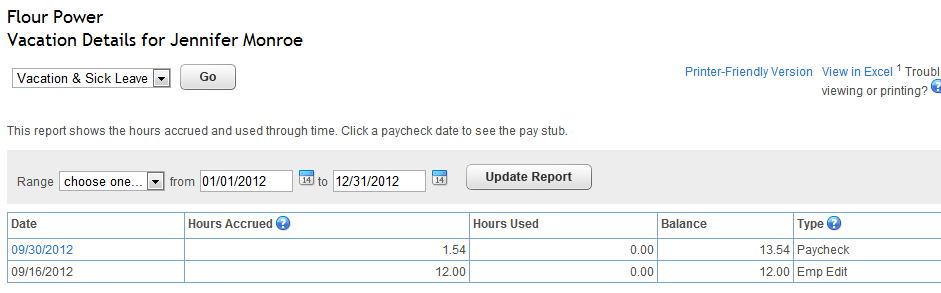 Flour Power
Vacation Details for Jennifer Monroe
Vacation & Sick Leave Go
Printer-Friendly Version View in Excel 1 Troubl
viewing or printing? ?
This report shows the hours accrued and used through time. Click a paycheck date to see the pay stub.
Range choose one... from 01/01/2012 14 to 12/31/2012 14 Update Report
Date Hours Accrued ? Hours Used Balance Type ?
09/30/2012 1.54 0.00 13.54 Paycheck
09/16/2012 12.00 0.00 12.00 Emp Edit